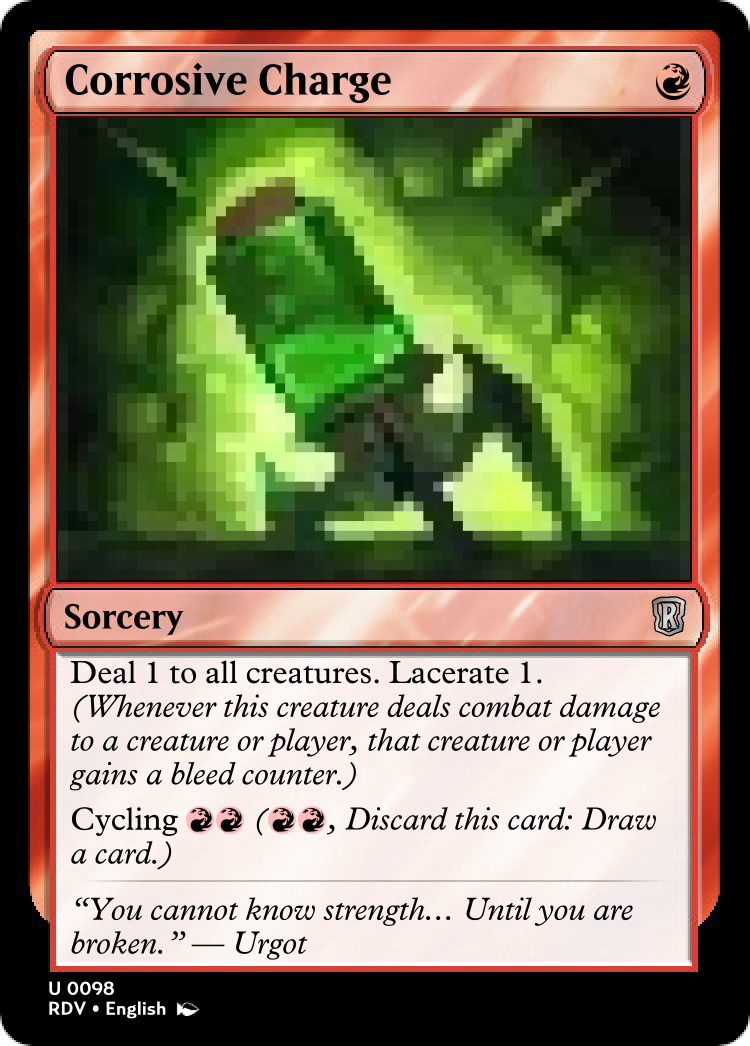 Corrosive Charge
Sorcery
R
Deal 1 to all creatures. Lacerate 1.
(Whenever this creature deals combat damage
to a creature or player, that creature or player
gains a bleed counter.)
Cycling (, Discard this card: Draw
a card.)
“You cannot know strength... Until you are
broken.” — Urgot
U 0098
RDV • English